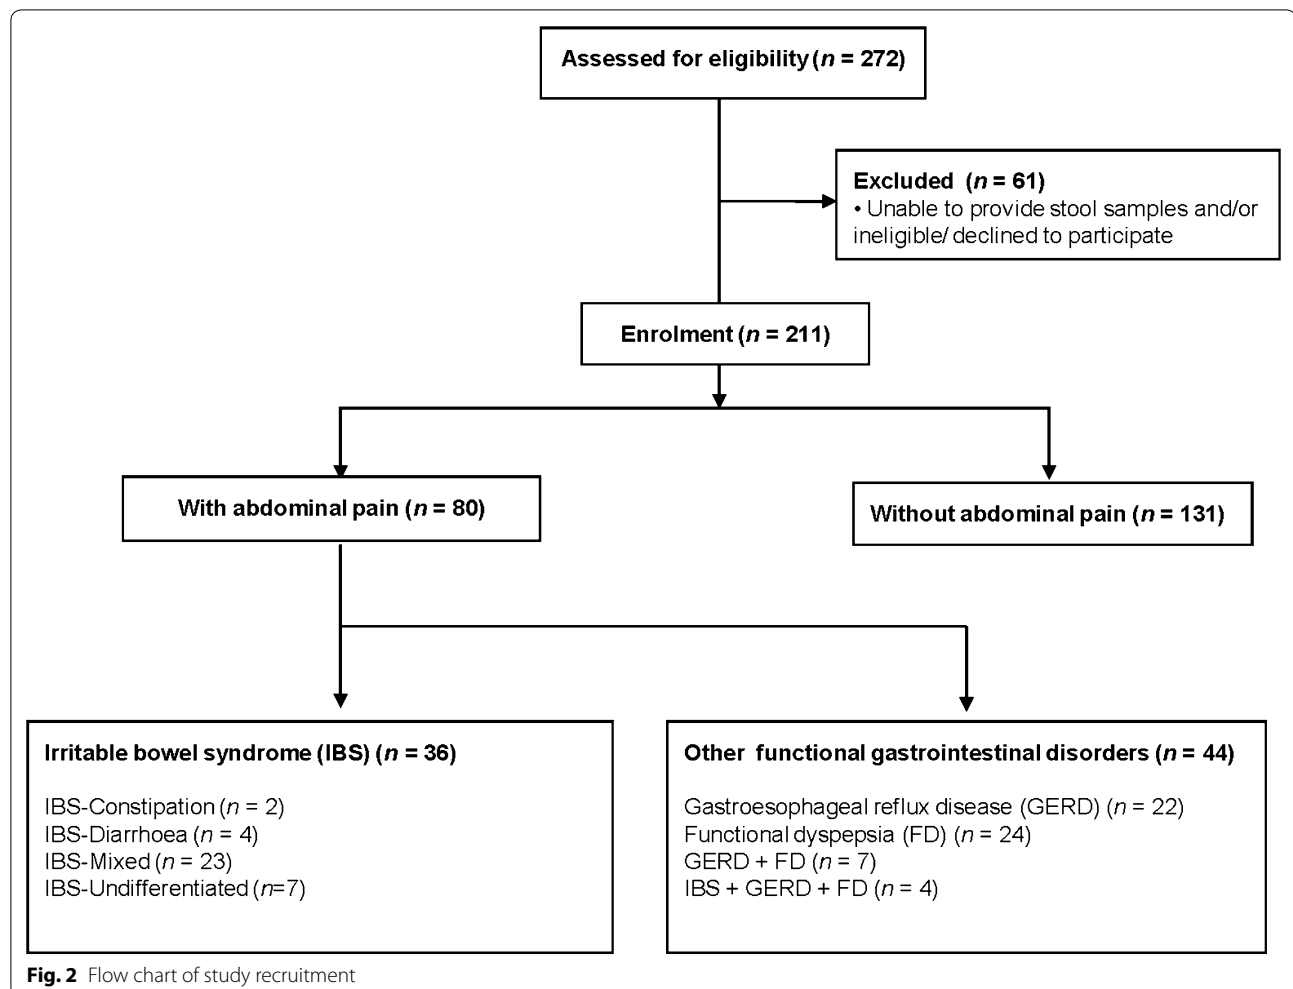 Assessed for eligibility (n = 272)
Excluded (n = 61)
• Unable to provide stool samples and/or
ineligible/ declined to participate
Enrolment (n = 211)
With abdominal pain (n = 80)
Without abdominal pain (n = 131)
Irritable bowel syndrome (IBS) (n = 36)
IBS-Constipation (n = 2)
IBS-Diarrhoea (n = 4)
IBS-Mixed (n = 23)
IBS-Undifferentiated (n=7)
Other functional gastrointestinal disorders (n = 44)
Gastroesophageal reflux disease (GERD) (n = 22)
Functional dyspepsia (FD) (n = 24)
GERD + FD (n = 7)
IBS + GERD + FD (n = 4)
Fig. 2 Flow chart of study recruitment